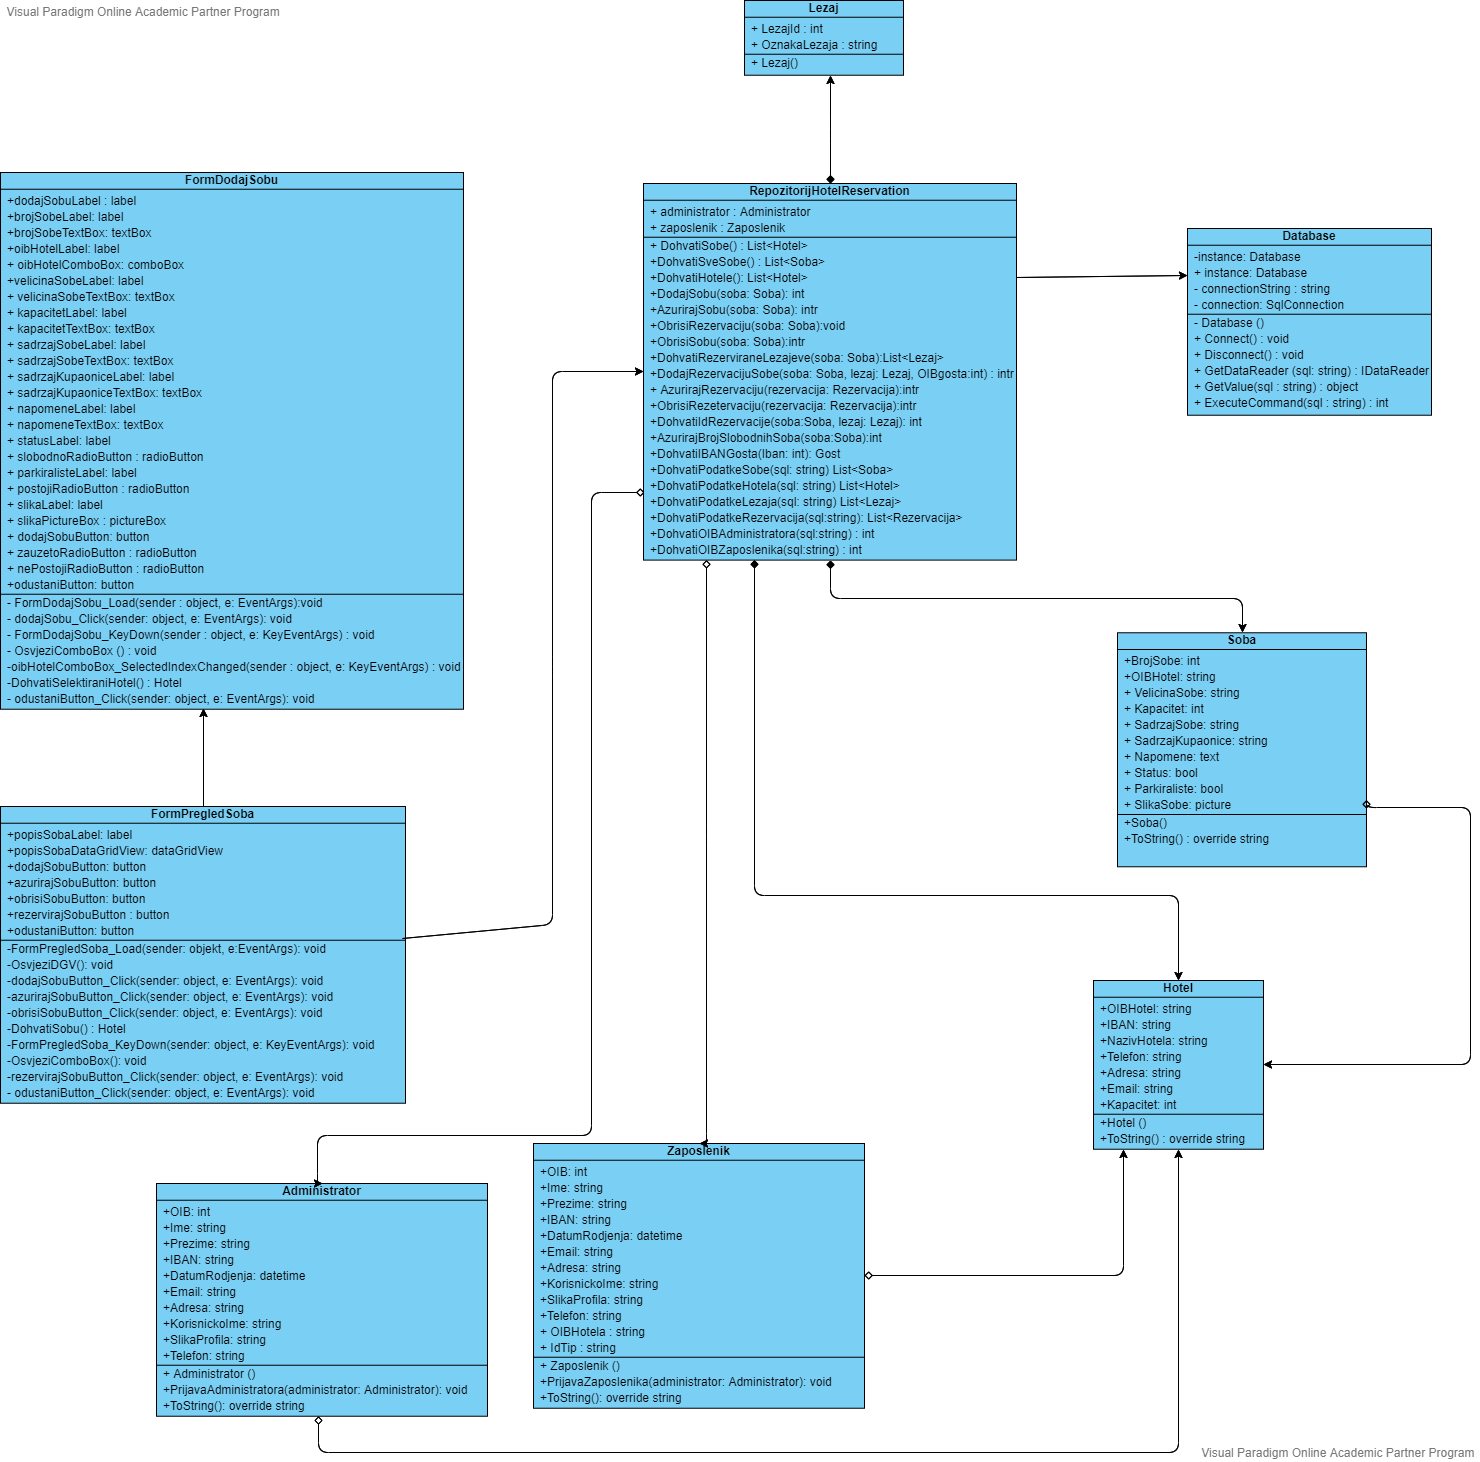 Visual Paradigm Online Academic Partner Program
Lezaj
+ LezajId : int
+ OznakaLezaja : string
+ Lezaj()
FormDodajSobu
+dodajSobuLabel : label
+brojSobeLabel: label
+brojSobeTextBox: textBox
+oibHotelLabel: label
+ oibHotelComboBox: comboBox
+velicinaSobeLabel: label
+ velicinaSobeTextBox: textBox
+ kapacitetLabel: label
+ kapacitetTextBox: textBox
+ sadrzajSobeLabel: label
+ sadrzajSobeTextBox: textBox
+ sadrzajKupaoniceLabel: label
+ sadrzajKupaoniceTextBox: textBox
+ napomeneLabel: label
+ napomeneTextBox: textBox
+ statusLabel: label
+ slobodnoRadioButton : radioButton
+ parkiralisteLabel: label
+ postojiRadioButton : radioButton
+ slikaLabel: label
+ slikaPictureBox : pictureBox
+ dodajSobuButton: button
+ zauzetoRadioButton : radioButton
+ nePostojiRadioButton : radioButton
+odustaniButton: button
- FormDodajSobu_Load(sender : object, e: EventArgs):void
- dodajSobu_Click(sender: object, e: EventArgs): void
- FormDodajSobu_KeyDown(sender : object, e: KeyEventArgs) : void
- OsvjeziComboBox () : void
-oibHotelComboBox_SelectedIndexChanged(sender : object, e: KeyEventArgs) : void
-DohvatiSelektiraniHotel() : Hotel
- odustaniButton_Click(sender: object, e: EventArgs): void
RepozitorijHotelReservation
+ administrator : Administrator
+ zaposlenik : Zaposlenik
+ DohvatiSobe() : List<Hotel>
+DohvatiSveSobe() : List<Soba>
+DohvatiHotele(): List<Hotel>
+DodajSobu(soba: Soba): int
+AzurirajSobu(soba: Soba): intr
+ObrisiRezervaciju(soba: Soba):void
+ObrisiSobu(soba: Soba):intr
+DohvatiRezerviraneLezajeve(soba: Soba):List<Lezaj>
+DodajRezervacijuSobe(soba: Soba, lezaj: Lezaj, OIBgosta:int) : intr
+ AzurirajRezervaciju(rezervacija: Rezervacija):intr
+ObrisiRezetervaciju(rezervacija: Rezervacija):intr
+DohvatiIdRezervacije(soba:Soba, lezaj: Lezaj): int
+AzurirajBrojSlobodnihSoba(soba:Soba):int
+DohvatiIBANGosta(Iban: int): Gost
+DohvatiPodatkeSobe(sql: string) List<Soba>
+DohvatiPodatkeHotela(sql: string) List<Hotel>
+DohvatiPodatkeLezaja(sql: string) List<Lezaj>
+DohvatiPodatkeRezervacija(sql:string): List<Rezervacija>
+DohvatiOIBAdministratora(sql:string) : int
+DohvatiOIBZaposlenika(sql:string) : int
Database
-instance: Database
+ instance: Database
- connectionString : string
- connection: SqlConnection
- Database ()
+ Connect() : void
+ Disconnect() : void
+ GetDataReader (sql: string) : IDataReader
+ GetValue(sql : string) : object
+ ExecuteCommand(sql : string) : int
Soba
+BrojSobe: int
+OIBHotel: string
+ VelicinaSobe: string
+ Kapacitet: int
+ SadrzajSobe: string
+ SadrzajKupaonice: string
+ Napomene: text
+ Status: bool
+ Parkiraliste: bool
+ SlikaSobe: picture
+Soba()
+ToString() : override string
FormPregledSoba
+popisSobaLabel: label
+popisSobaDataGridView: dataGridView
+dodajSobuButton: button
+azurirajSobuButton: button
+obrisiSobuButton: button
+rezervirajSobuButton : button
+odustaniButton: button
-FormPregledSoba_Load(sender: objekt, e:EventArgs): void
-OsvjeziDGV(): void
-dodajSobuButton_Click(sender: object, e: EventArgs): void
-azurirajSobuButton_Click(sender: object, e: EventArgs): void
-obrisiSobuButton_Click(sender: object, e: EventArgs): void
-DohvatiSobu() : Hotel
-FormPregledSoba_KeyDown(sender: object, e: KeyEventArgs): void
-OsvjeziComboBox(): void
-rezervirajSobuButton_Click(sender: object, e: EventArgs): void
- odustaniButton_Click(sender: object, e: EventArgs): void
Hotel
+OIBHotel: string
+IBAN: string
+NazivHotela: string
+Telefon: string
+Adresa: string
+Email: string
+Kapacitet: int
+Hotel ()
+ToString() : override string
Zaposlenik
+OIB: int
+Ime: string
+Prezime: string
+IBAN: string
+DatumRodjenja: datetime
+Email: string
+Adresa: string
+KorisnickoIme: string
+SlikaProfila: string
+Telefon: string
+ OIBHotela : string
+ IdTip : string
+ Zaposlenik ()
+PrijavaZaposlenika(administrator: Administrator): void
+ToString(): override string
Administrator
+OIB: int
+Ime: string
+Prezime: string
+IBAN: string
+DatumRodjenja: datetime
+Email: string
+Adresa: string
+KorisnickoIme: string
+SlikaProfila: string
+Telefon: string
+ Administrator ()
+PrijavaAdministratora(administrator: Administrator): void
+ToString(): override string
Visual Paradigm Online Academic Partner Program